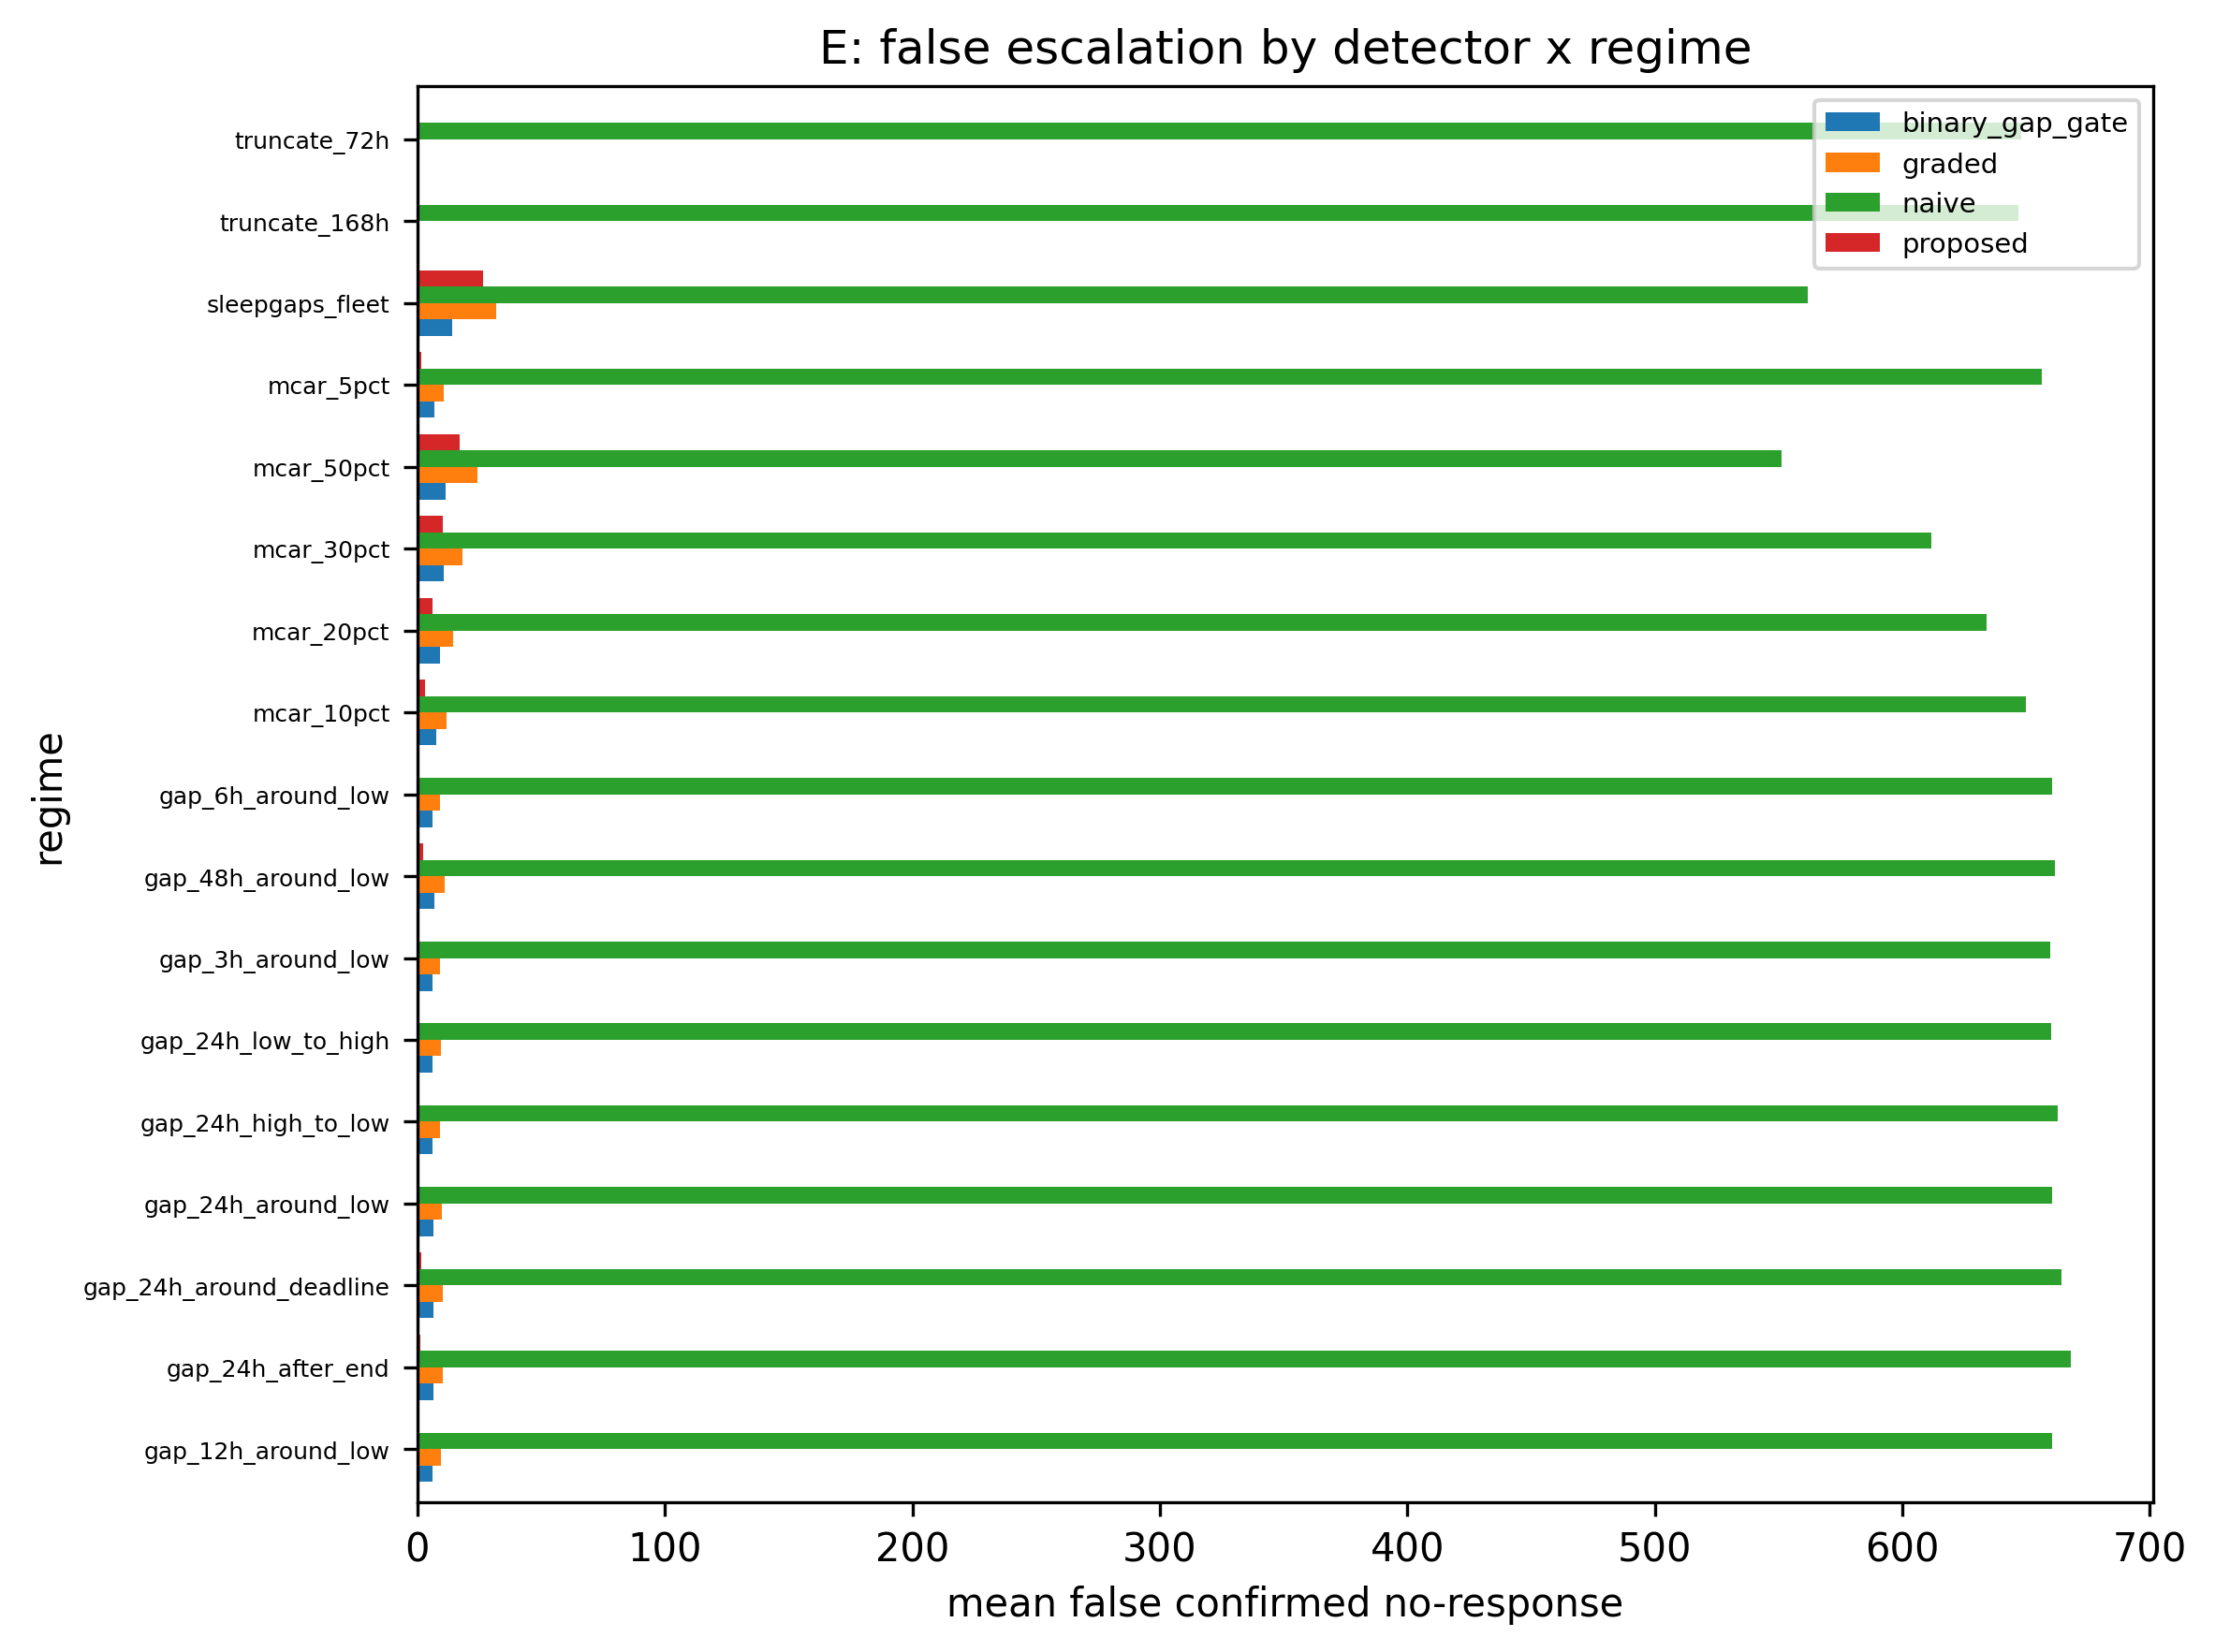 E: false escalation by detector x regime
binary_gap_gate
graded
naive
proposed
truncate_72h
truncate_168h
sleepgaps_fleet
mcar_5pct
mcar_50pct
mcar_30pct
mcar_20pct
mcar_10pct
gap_6h_around_low
gap_48h_around_low
gap_3h_around_low
gap_24h_low_to_high
gap_24h_high_to_low
gap_24h_around_low
gap_24h_around_deadline
gap_24h_after_end
gap_12h_around_low
regime
0 100 200 300 400 500 600 700
mean false confirmed no-response